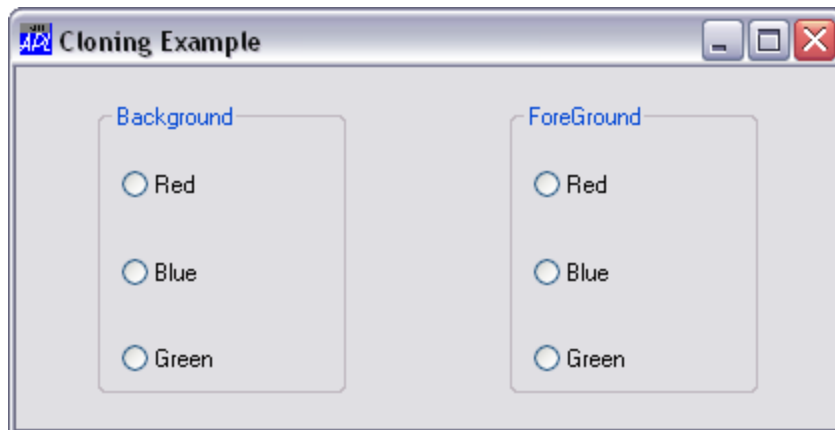 Cloning Example
Background
Red
Blue
Green
ForeGround
Red
Blue
Green